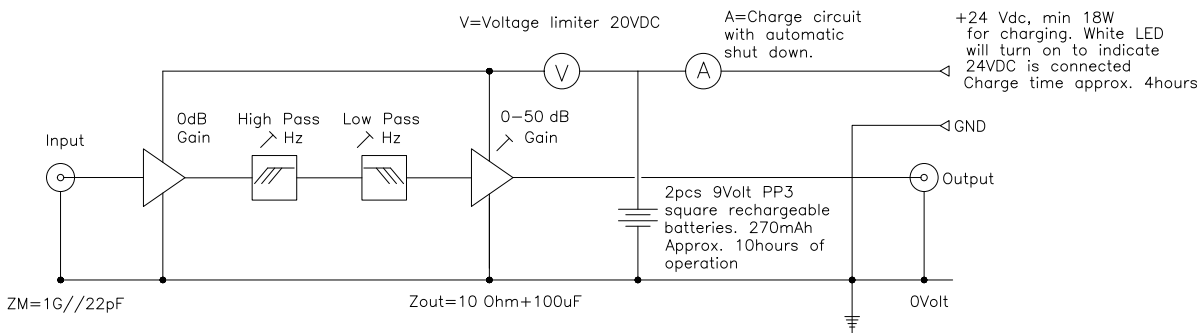 V=Voltage limiter 20VDC
A=Charge circuit
with automatic
shut down.
+24 Vdc, min 18W
for charging. White LED
will turn on to indicate
24VDC is connected
Charge time approx. 4hours
V
A
Input
0dB
Gain
High Pass
Hz
Low Pass
Hz
0-50 dB
Gain
GND
Output
2pcs 9Volt PP3
square rechargeable
batteries. 270mAh
Approx. 10hours of
operation
ZM=1G//22pF
Zout=10 Ohm+100uF
0Volt